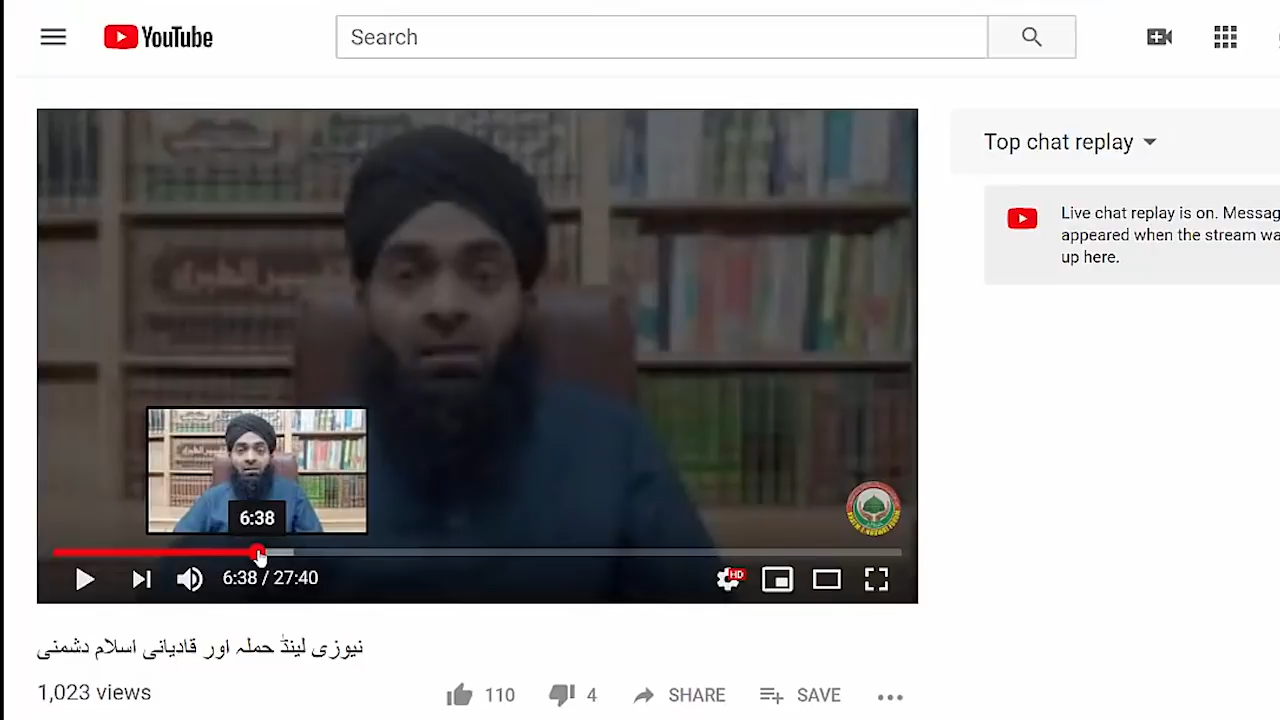 YouTube
Search
Top chat replay
Live chat replay is on. Messag
appeared when the stream wa
up here.
6:38
6:38 / 27:40
HD
نیوزی لینڈ حملہ اور قادیانی اسلام دشمنی
1,023 views
110
4
SHARE
SAVE